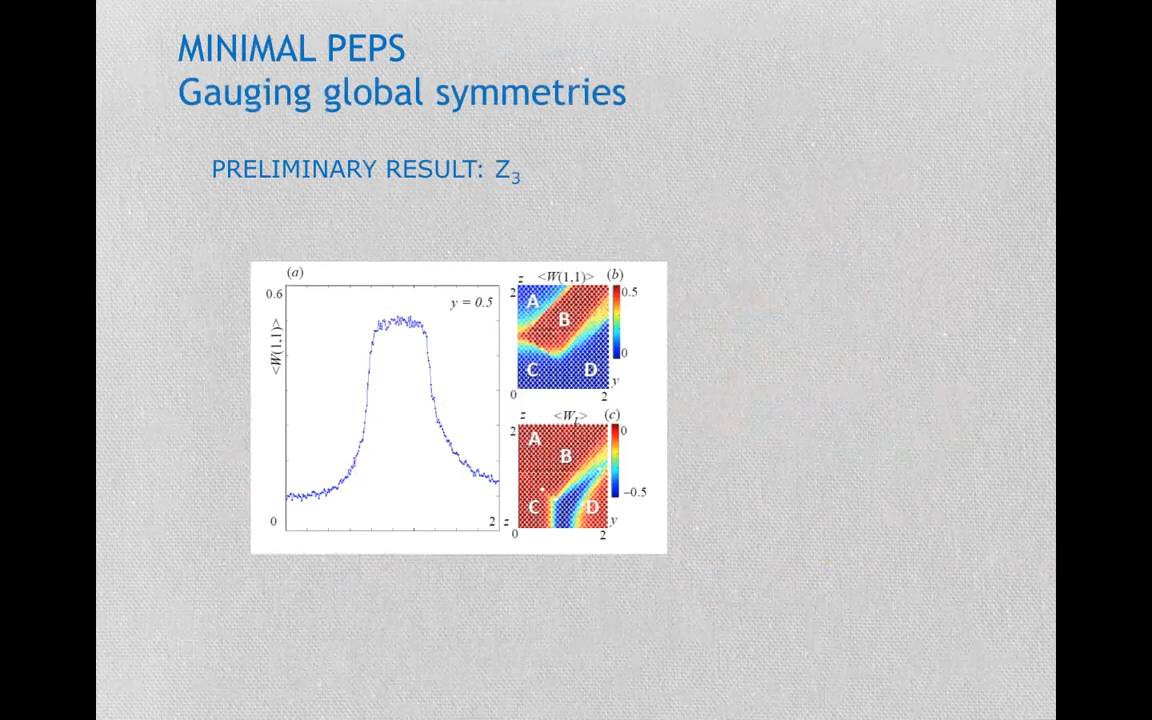 MINIMAL PEPS
Gauging global symmetries
PRELIMINARY RESULT: Z₃
(a)
0.6
y = 0.5
<W(1,1)>
0
2
z
z
<W(1,1)>
(b)
2
A
B
C
D
0.5
0
y
0
2
z
<W_L>
(c)
2
A
B
C
D
0
−0.5
y
0
2